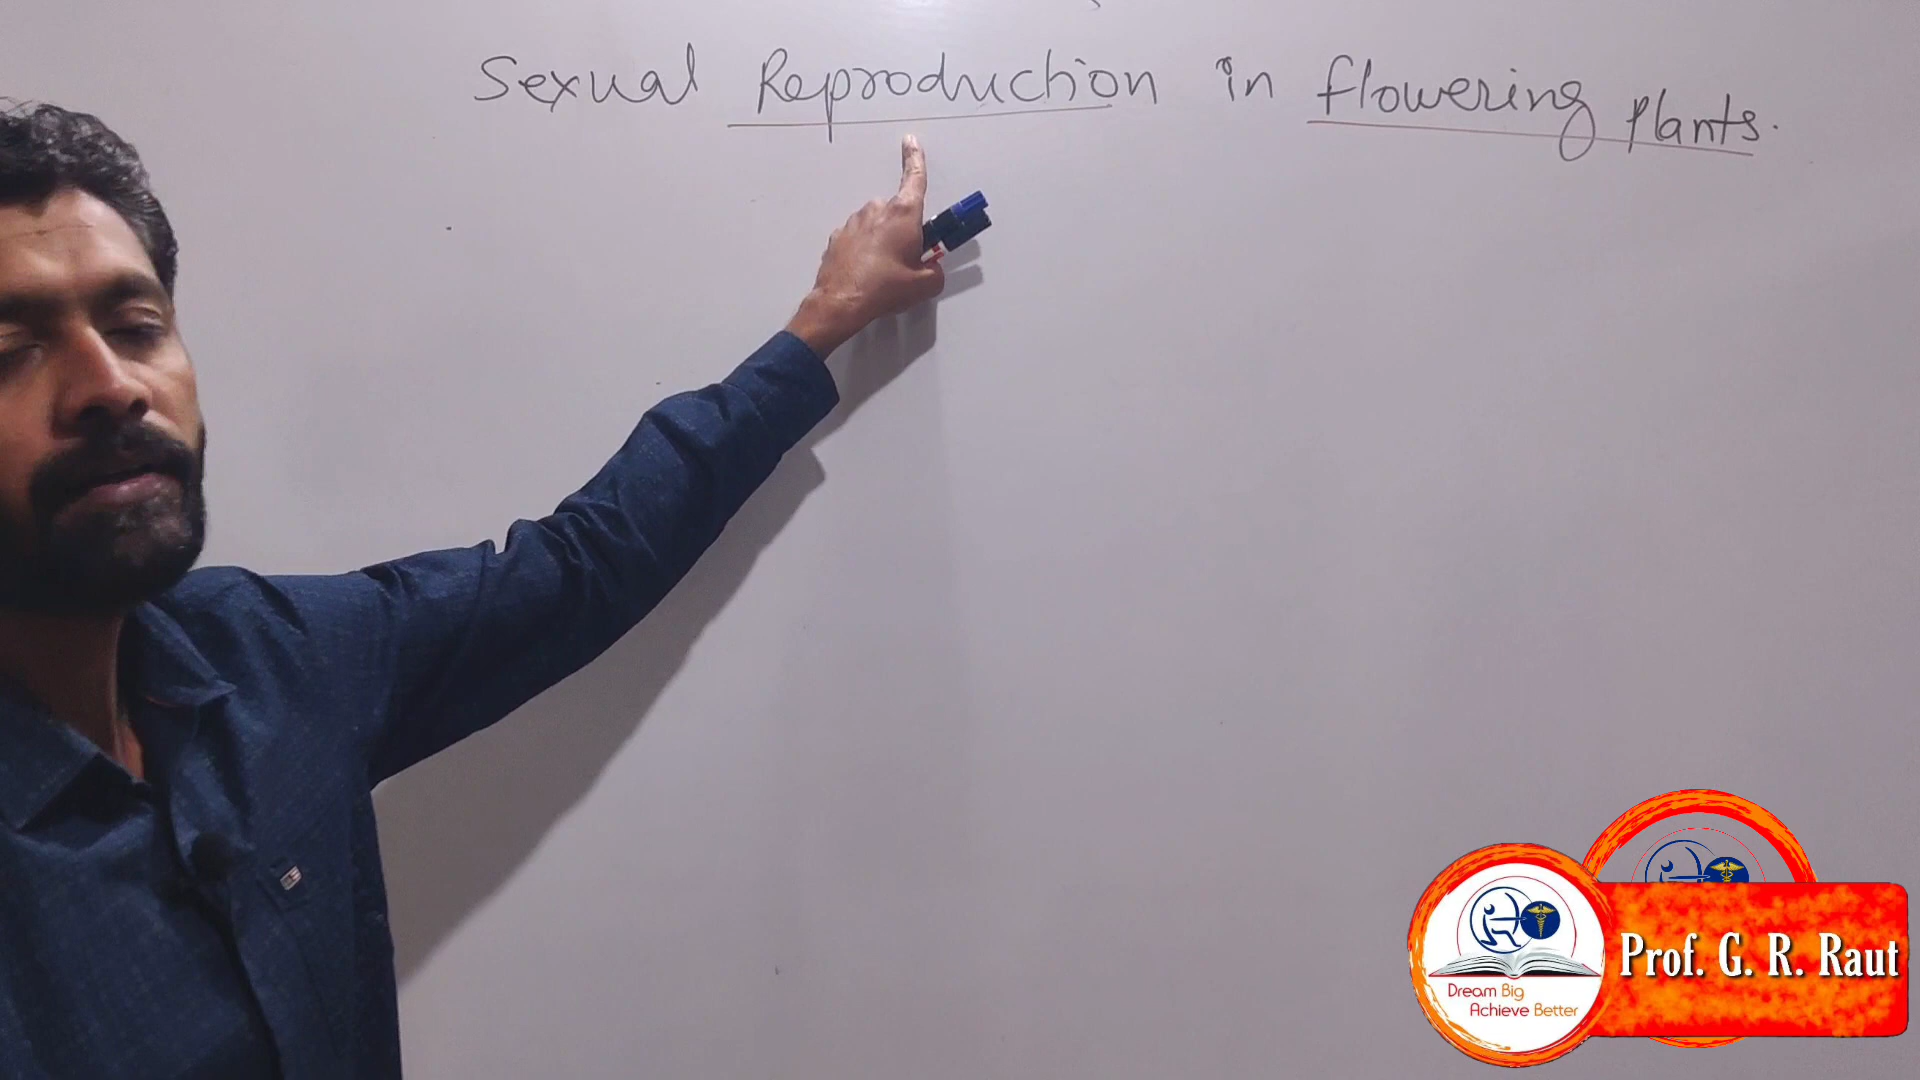 Sexual Reproduction in flowering Plants.
Prof. G. R. Raut
Dream Big
Achieve Better